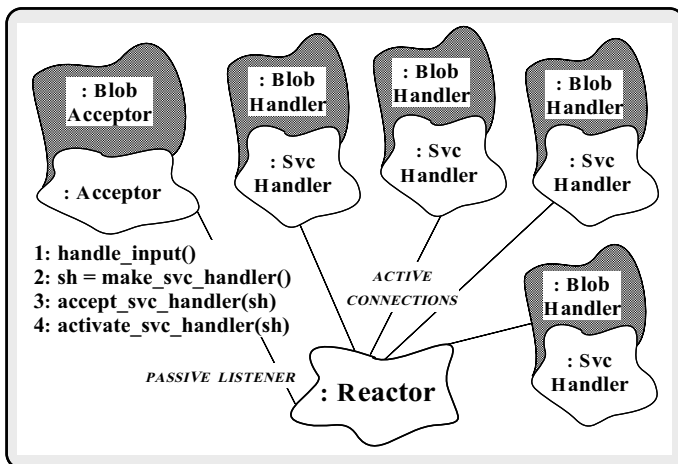 : Blob
Acceptor
: Acceptor
: Blob
Handler
: Svc
Handler
: Blob
Handler
: Svc
Handler
: Blob
Handler
: Svc
Handler
1: handle_input()
2: sh = make_svc_handler()
3: accept_svc_handler(sh)
4: activate_svc_handler(sh)
ACTIVE
CONNECTIONS
: Blob
Handler
: Svc
Handler
PASSIVE LISTENER
: Reactor